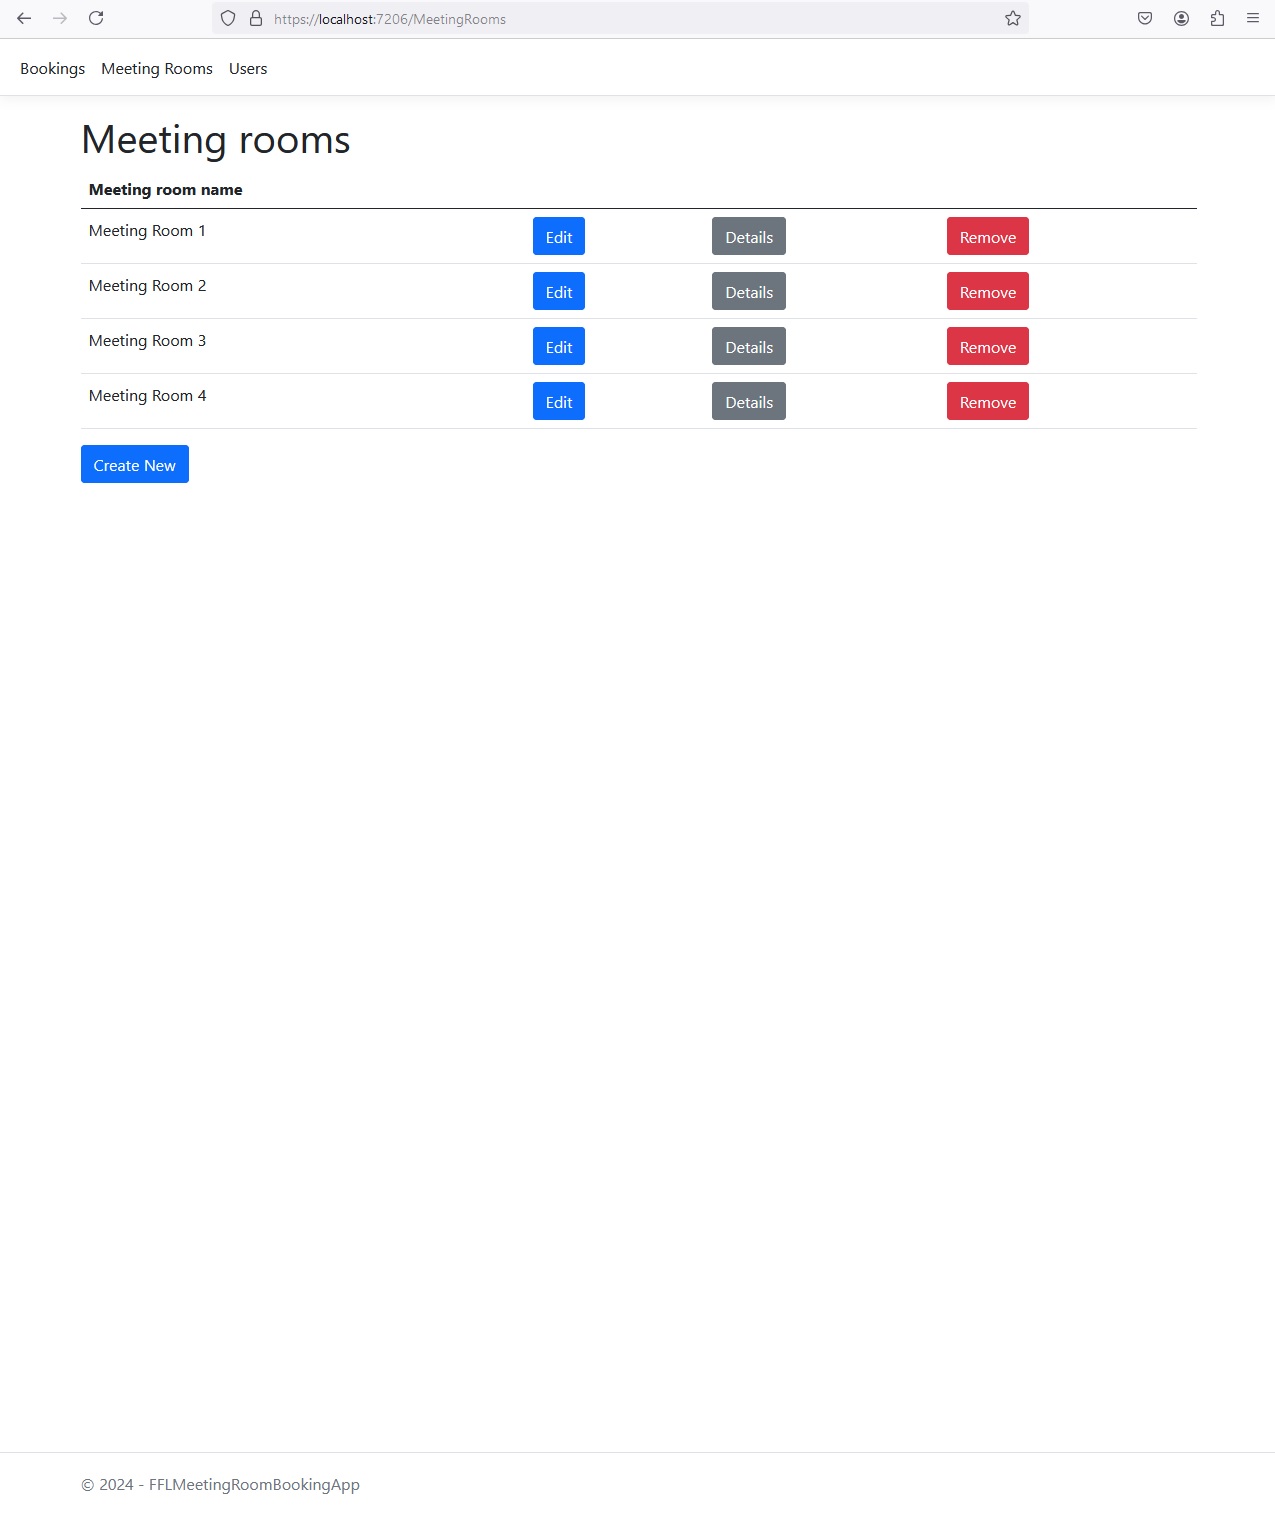 https://localhost:7206/MeetingRooms
Bookings Meeting Rooms Users
Meeting rooms
Meeting room name
Meeting Room 1 Edit Details Remove
Meeting Room 2 Edit Details Remove
Meeting Room 3 Edit Details Remove
Meeting Room 4 Edit Details Remove
Create New
© 2024 - FFLMeetingRoomBookingApp